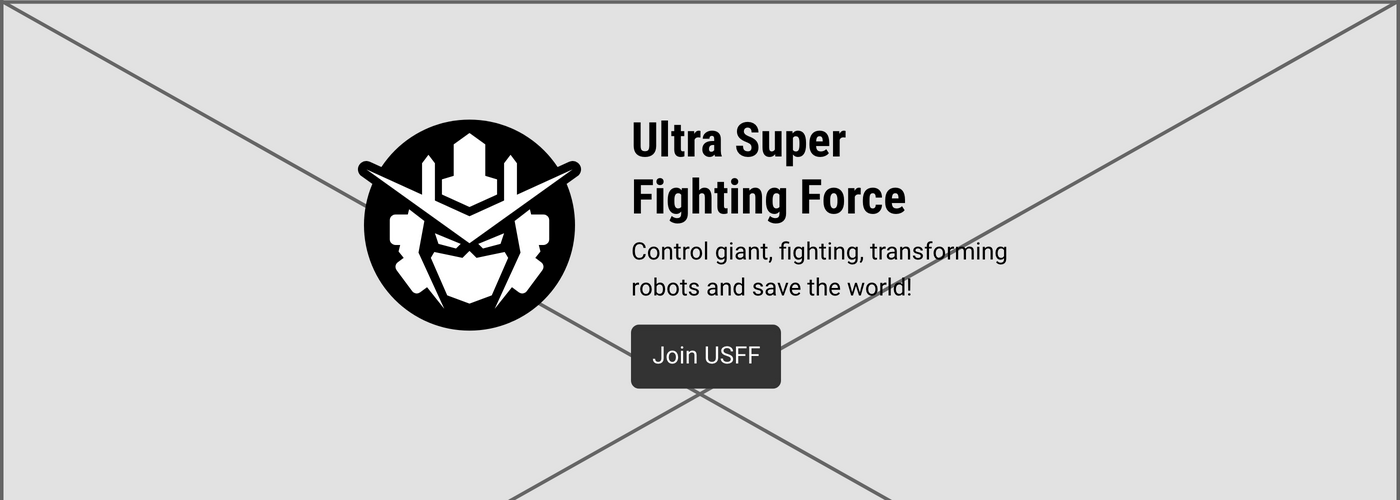 Ultra Super
Fighting Force
Control giant, fighting, transforming
robots and save the world!
Join USFF